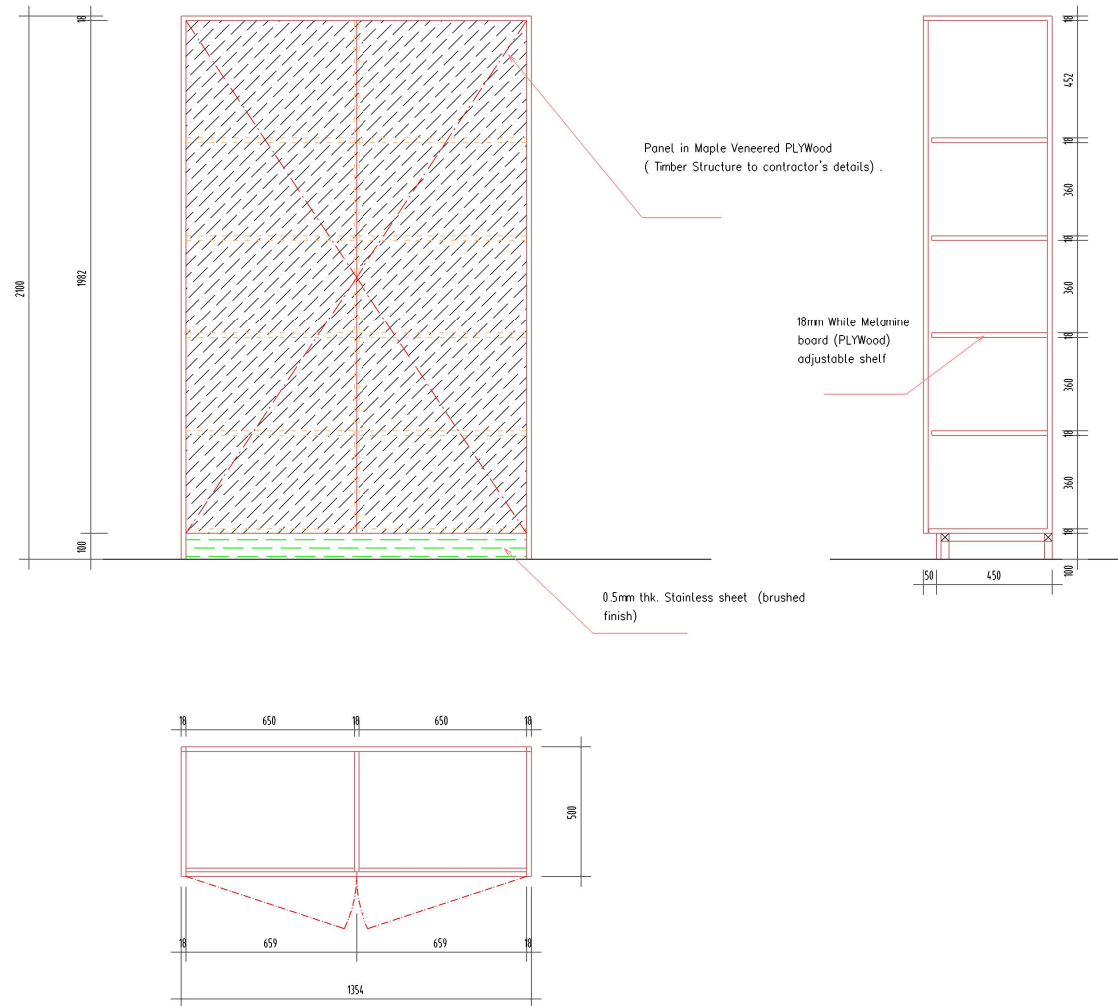 18
2100
1982
100
Panel in Maple Veneered PLYWood
( Timber Structure to contractor's details) .
0.5mm thk. Stainless sheet (brushed
finish)
18mm While Melamine
board (PLYWood)
adjustable shelf
18
452
18
360
18
360
18
360
18
360
18
100
50 450
18 650 18 650 18
500
18 659 659 18
1354